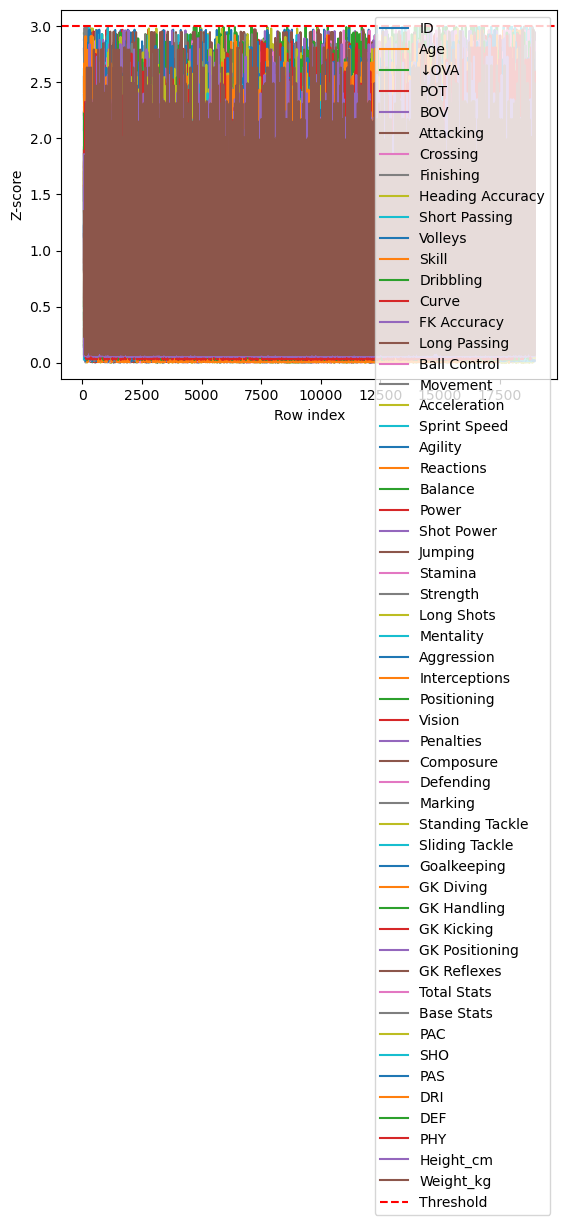 Z-score
3.0
2.5
2.0
1.5
1.0
0.5
0.0
0
2500
5000
7500
10000
12500
15000
17500
Row index
ID
Age
↓OVA
POT
BOV
Attacking
Crossing
Finishing
Heading Accuracy
Short Passing
Volleys
Skill
Dribbling
Curve
FK Accuracy
Long Passing
Ball Control
Movement
Acceleration
Sprint Speed
Agility
Reactions
Balance
Power
Shot Power
Jumping
Stamina
Strength
Long Shots
Mentality
Aggression
Interceptions
Positioning
Vision
Penalties
Composure
Defending
Marking
Standing Tackle
Sliding Tackle
Goalkeeping
GK Diving
GK Handling
GK Kicking
GK Positioning
GK Reflexes
Total Stats
Base Stats
PAC
SHO
PAS
DRI
DEF
PHY
Height_cm
Weight_kg
Threshold